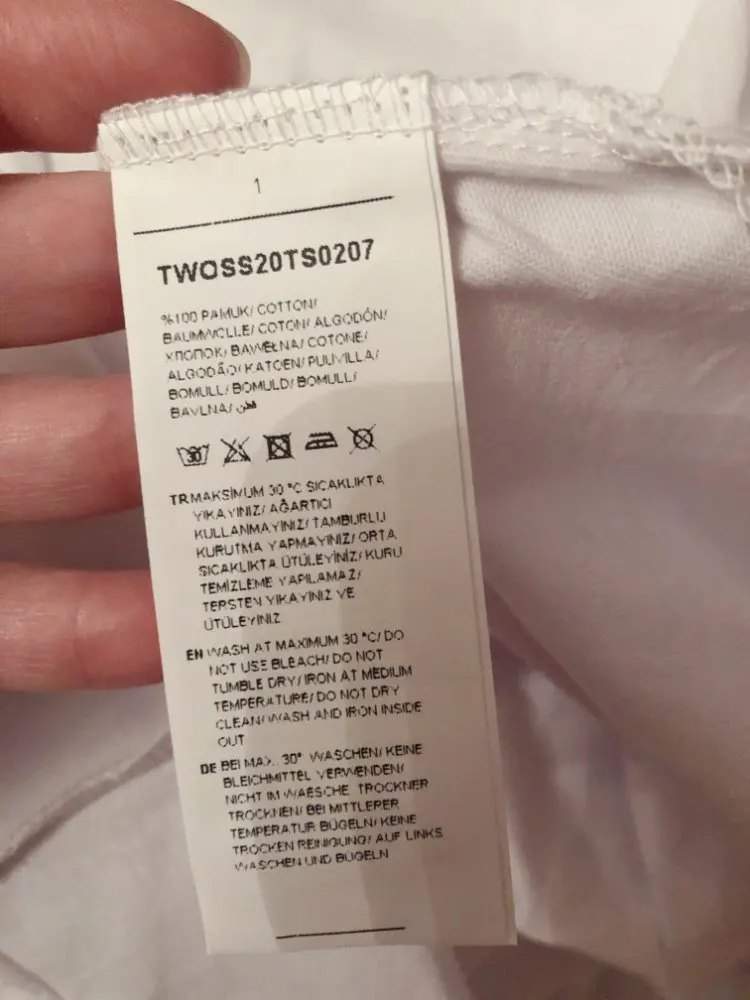 1
TWOSS20TS0207
%100 PAMUK/ COTTON/
BAUMWOLLE/ COTON/ ALGODÓN/
ХЛОПОК/ BAWEŁNA/ COTONE/
ALGODÃO/ KATOEN/ PUUVILLA/
BOMULL/ BOMULD/ BOMULL/
BAVLNA/ قطن
30
TR MAKSİMUM 30 °C SICAKLIKTA
YIKAYINIZ/ AĞARTICI
KULLANMAYINIZ/ TAMBURLU
KURUTMA YAPMAYINIZ/ ORTA
SICAKLIKTA ÜTÜLEYİNİZ/ KURU
TEMİZLEME YAPILAMAZ/
TERSTEN YIKAYINIZ VE
ÜTÜLEYİNİZ
EN WASH AT MAXIMUM 30 °C/ DO
NOT USE BLEACH/ DO NOT
TUMBLE DRY/ IRON AT MEDIUM
TEMPERATURE/ DO NOT DRY
CLEAN/ WASH AND IRON INSIDE
OUT
DE BEI MAX.. 30° WASCHEN/ KEINE
BLEICHMITTEL VERWENDEN/
NICHT IM WAESCHE TROCKNER
TROCKNEN/ BEI MITTLEPER
TEMPERATUR BÜGELN/ KEINE
TROCKEN REINIGUNG/ AUF LINKS
WASCHEN UND BÜGELN